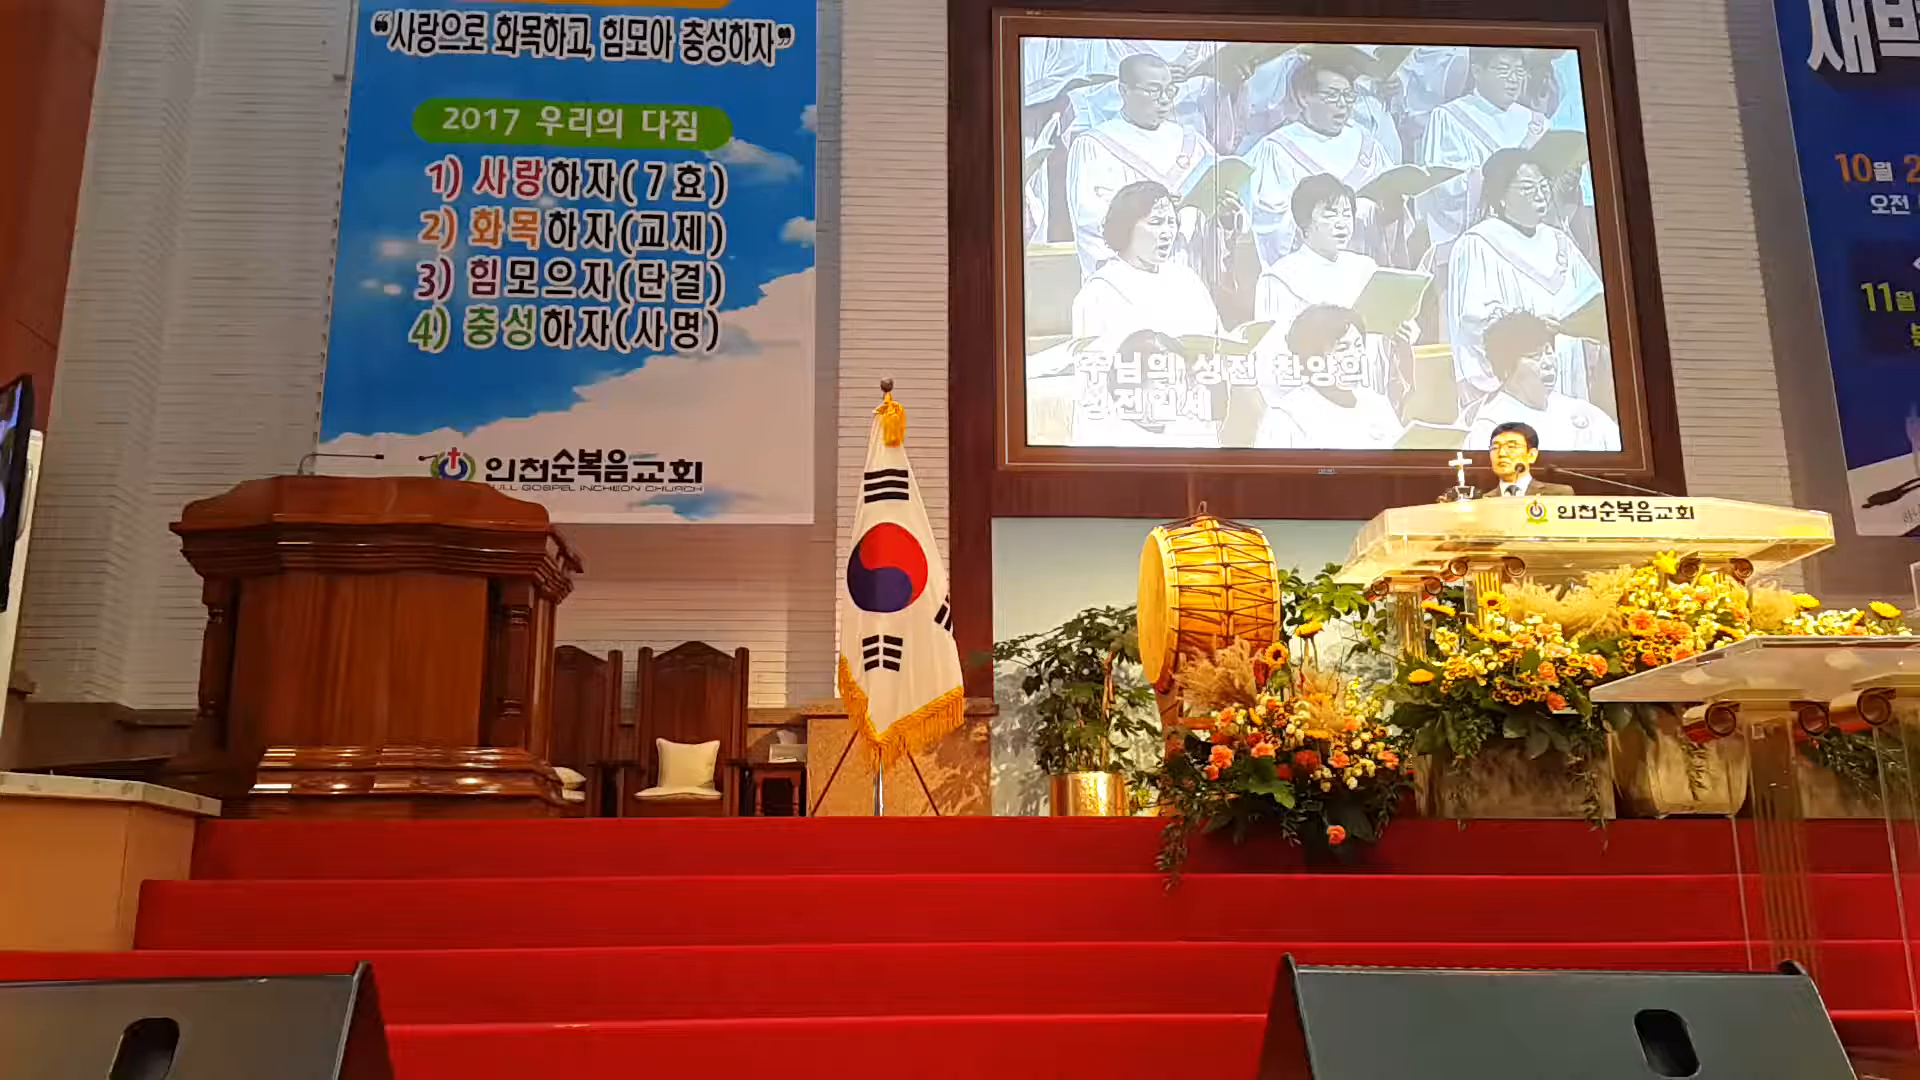 “사랑으로 화목하고, 힘모아 충성하자”
2017 우리의 다짐
1) 사랑하자(7효)
2) 화목하자(교제)
3) 힘모으자(단결)
4) 충성하자(사명)
인천순복음교회
FULL GOSPEL INCHEON CHURCH
주님의 성전 찬양의
성전일세
인천순복음교회
10월 2
오전
11월